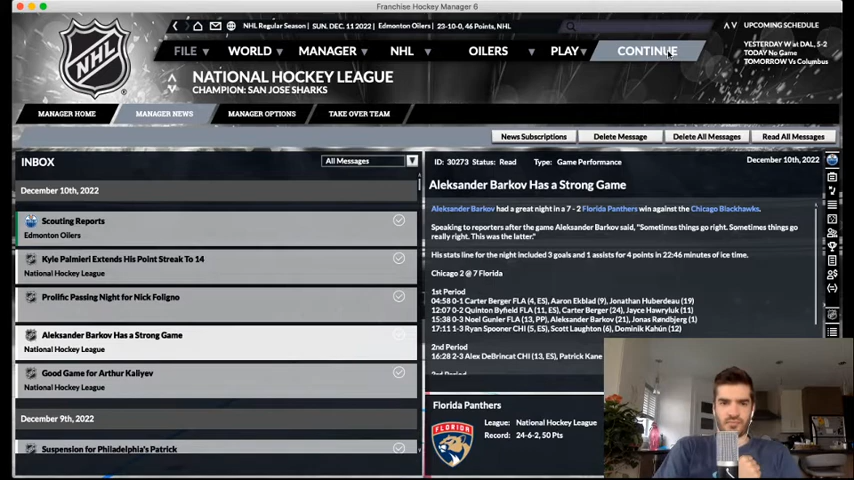 Franchise Hockey Manager 6
NHL Regular Season | SUN. DEC. 11 2022 | Edmonton Oilers | 23-10-0, 46 Points, NHL
UPCOMING SCHEDULE
YESTERDAY W at DAL, 5-2
TODAY No Game
TOMORROW Vs Columbus
NHL
FILE WORLD MANAGER NHL OILERS PLAY CONTINUE
NATIONAL HOCKEY LEAGUE
CHAMPION: SAN JOSE SHARKS
MANAGER HOME MANAGER NEWS MANAGER OPTIONS TAKE OVER TEAM
News Subscriptions Delete Message Delete All Messages Read All Messages
INBOX All Messages
December 10th, 2022
Scouting Reports
Edmonton Oilers
Kyle Palmieri Extends His Point Streak To 14
National Hockey League
Prolific Passing Night for Nick Foligno
National Hockey League
Aleksander Barkov Has a Strong Game
National Hockey League
Good Game for Arthur Kaliyev
National Hockey League
December 9th, 2022
Suspension for Philadelphia's Patrick
ID: 30273 Status: Read Type: Game Performance December 10th, 2022
Aleksander Barkov Has a Strong Game
Aleksander Barkov had a great night in a 7 - 2 Florida Panthers win against the Chicago Blackhawks.
Speaking to reporters after the game Aleksander Barkov said, "Sometimes things go right. Sometimes things go
really right. This was the latter."
His stats line for the night included 3 goals and 1 assists for 4 points in 22:46 minutes of ice time.
Chicago 2 @ 7 Florida
1st Period
04:58 0-1 Carter Berger FLA (4, ES), Aaron Ekblad (9), Jonathan Huberdeau (19)
12:07 0-2 Quinton Byfield FLA (11, ES), Carter Berger (24), Jayce Hawryluk (11)
15:38 0-3 Noel Gunler FLA (13, PP), Aleksander Barkov (21), Jonas Røndbjerg (1)
17:11 1-3 Ryan Spooner CHI (5, ES), Scott Laughton (6), Dominik Kahún (12)
2nd Period
16:28 2-3 Alex DeBrincat CHI (13, ES), Patrick Kane
Florida Panthers
FLORIDA
League: National Hockey League
Record: 24-6-2, 50 Pts